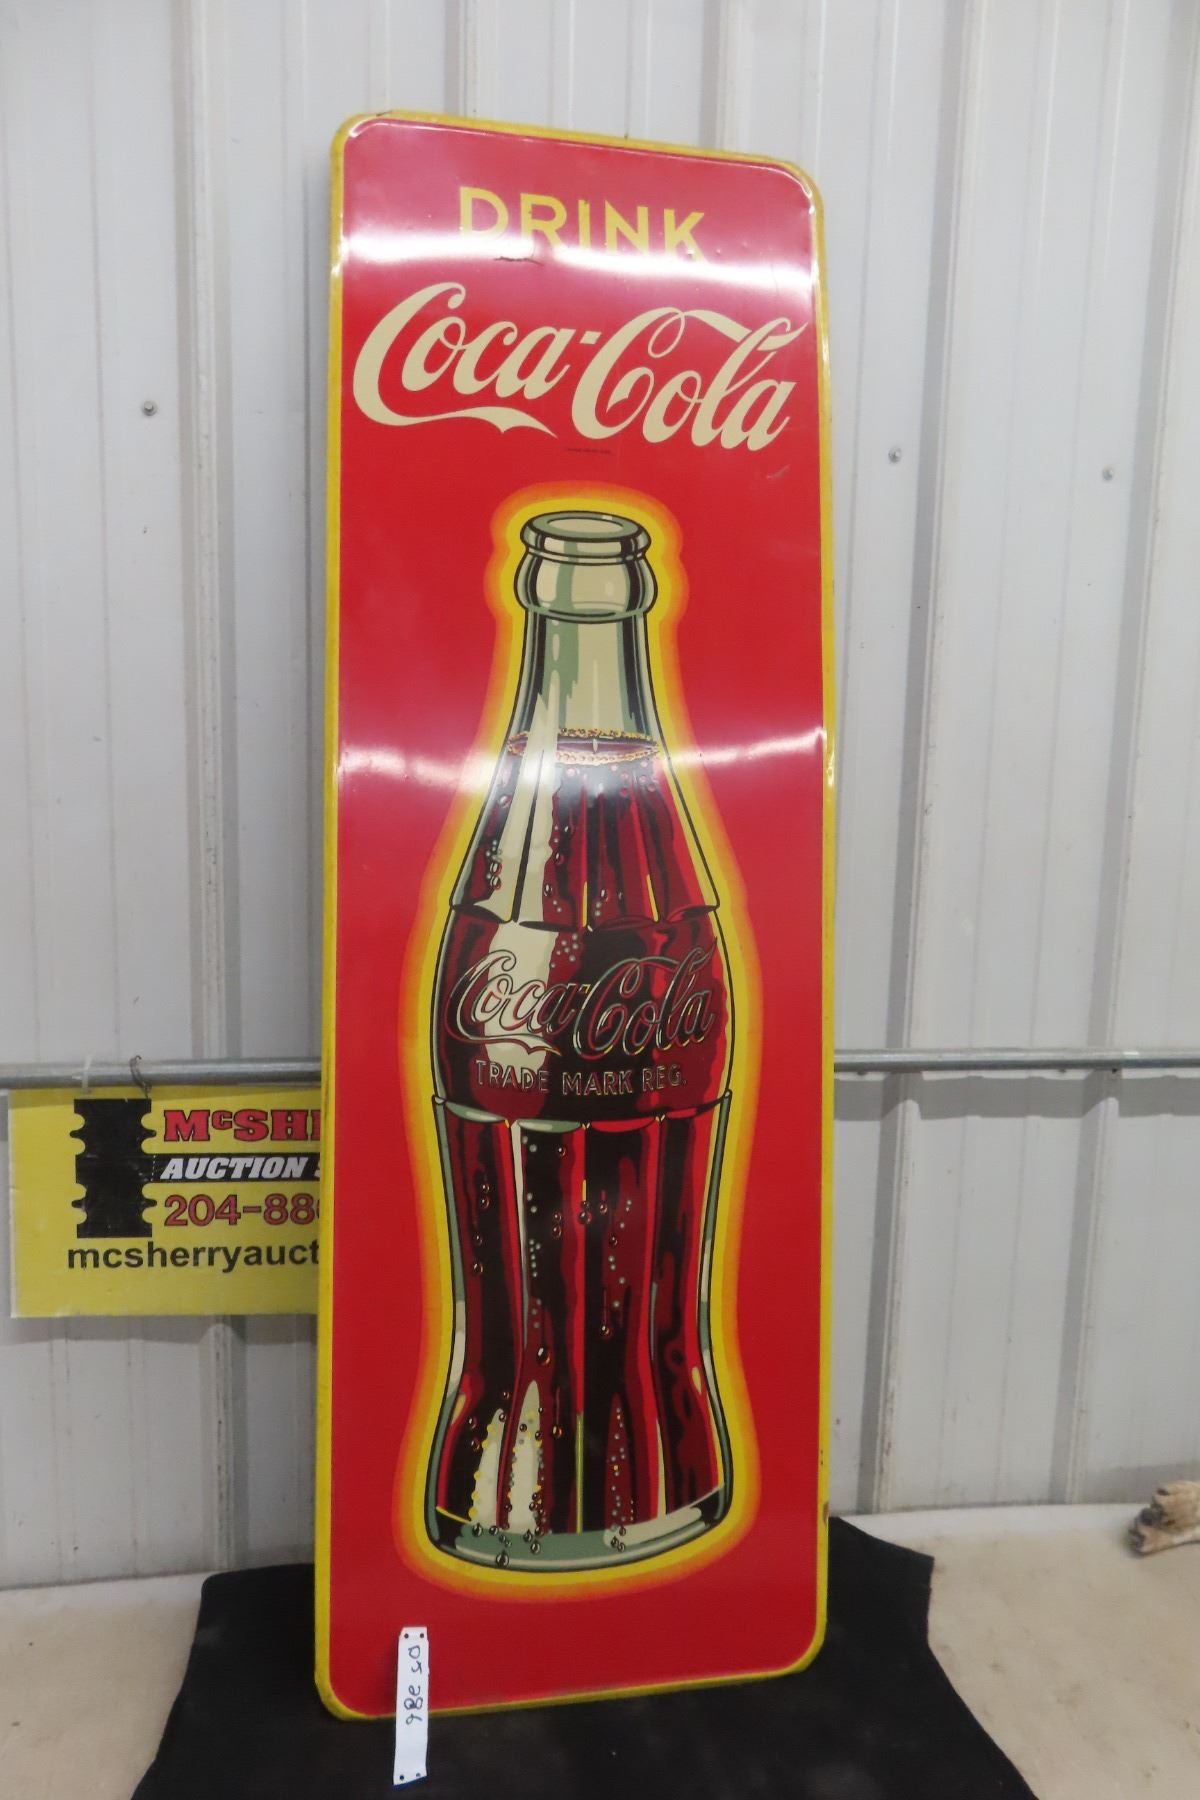 DRINK
Coca-Cola
Coca-Cola
TRADE MARK REG.
McSH
AUCTION
204-88
mcsherryauct